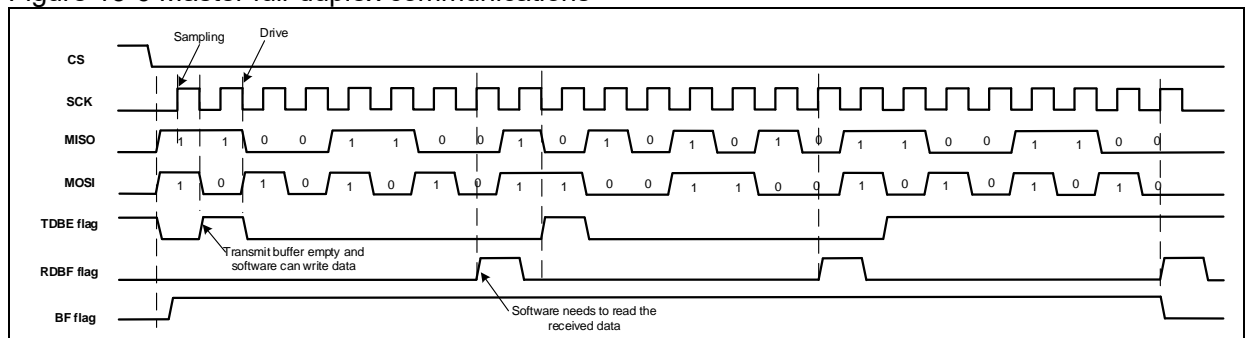 Figure Master full-duplex communications
Sampling
Drive
CS
SCK
MISO 1 1 0 0 1 1 0 0 1 0 1 0 1 0 1 0 1 1 0 0 1 1 0 0
MOSI 1 0 1 0 1 0 1 0 1 1 0 0 1 1 0 0 1 0 1 0 1 0 1 0
TDBE flag
Transmit buffer empty and
software can write data
RDBF flag
Software needs to read the
received data
BF flag